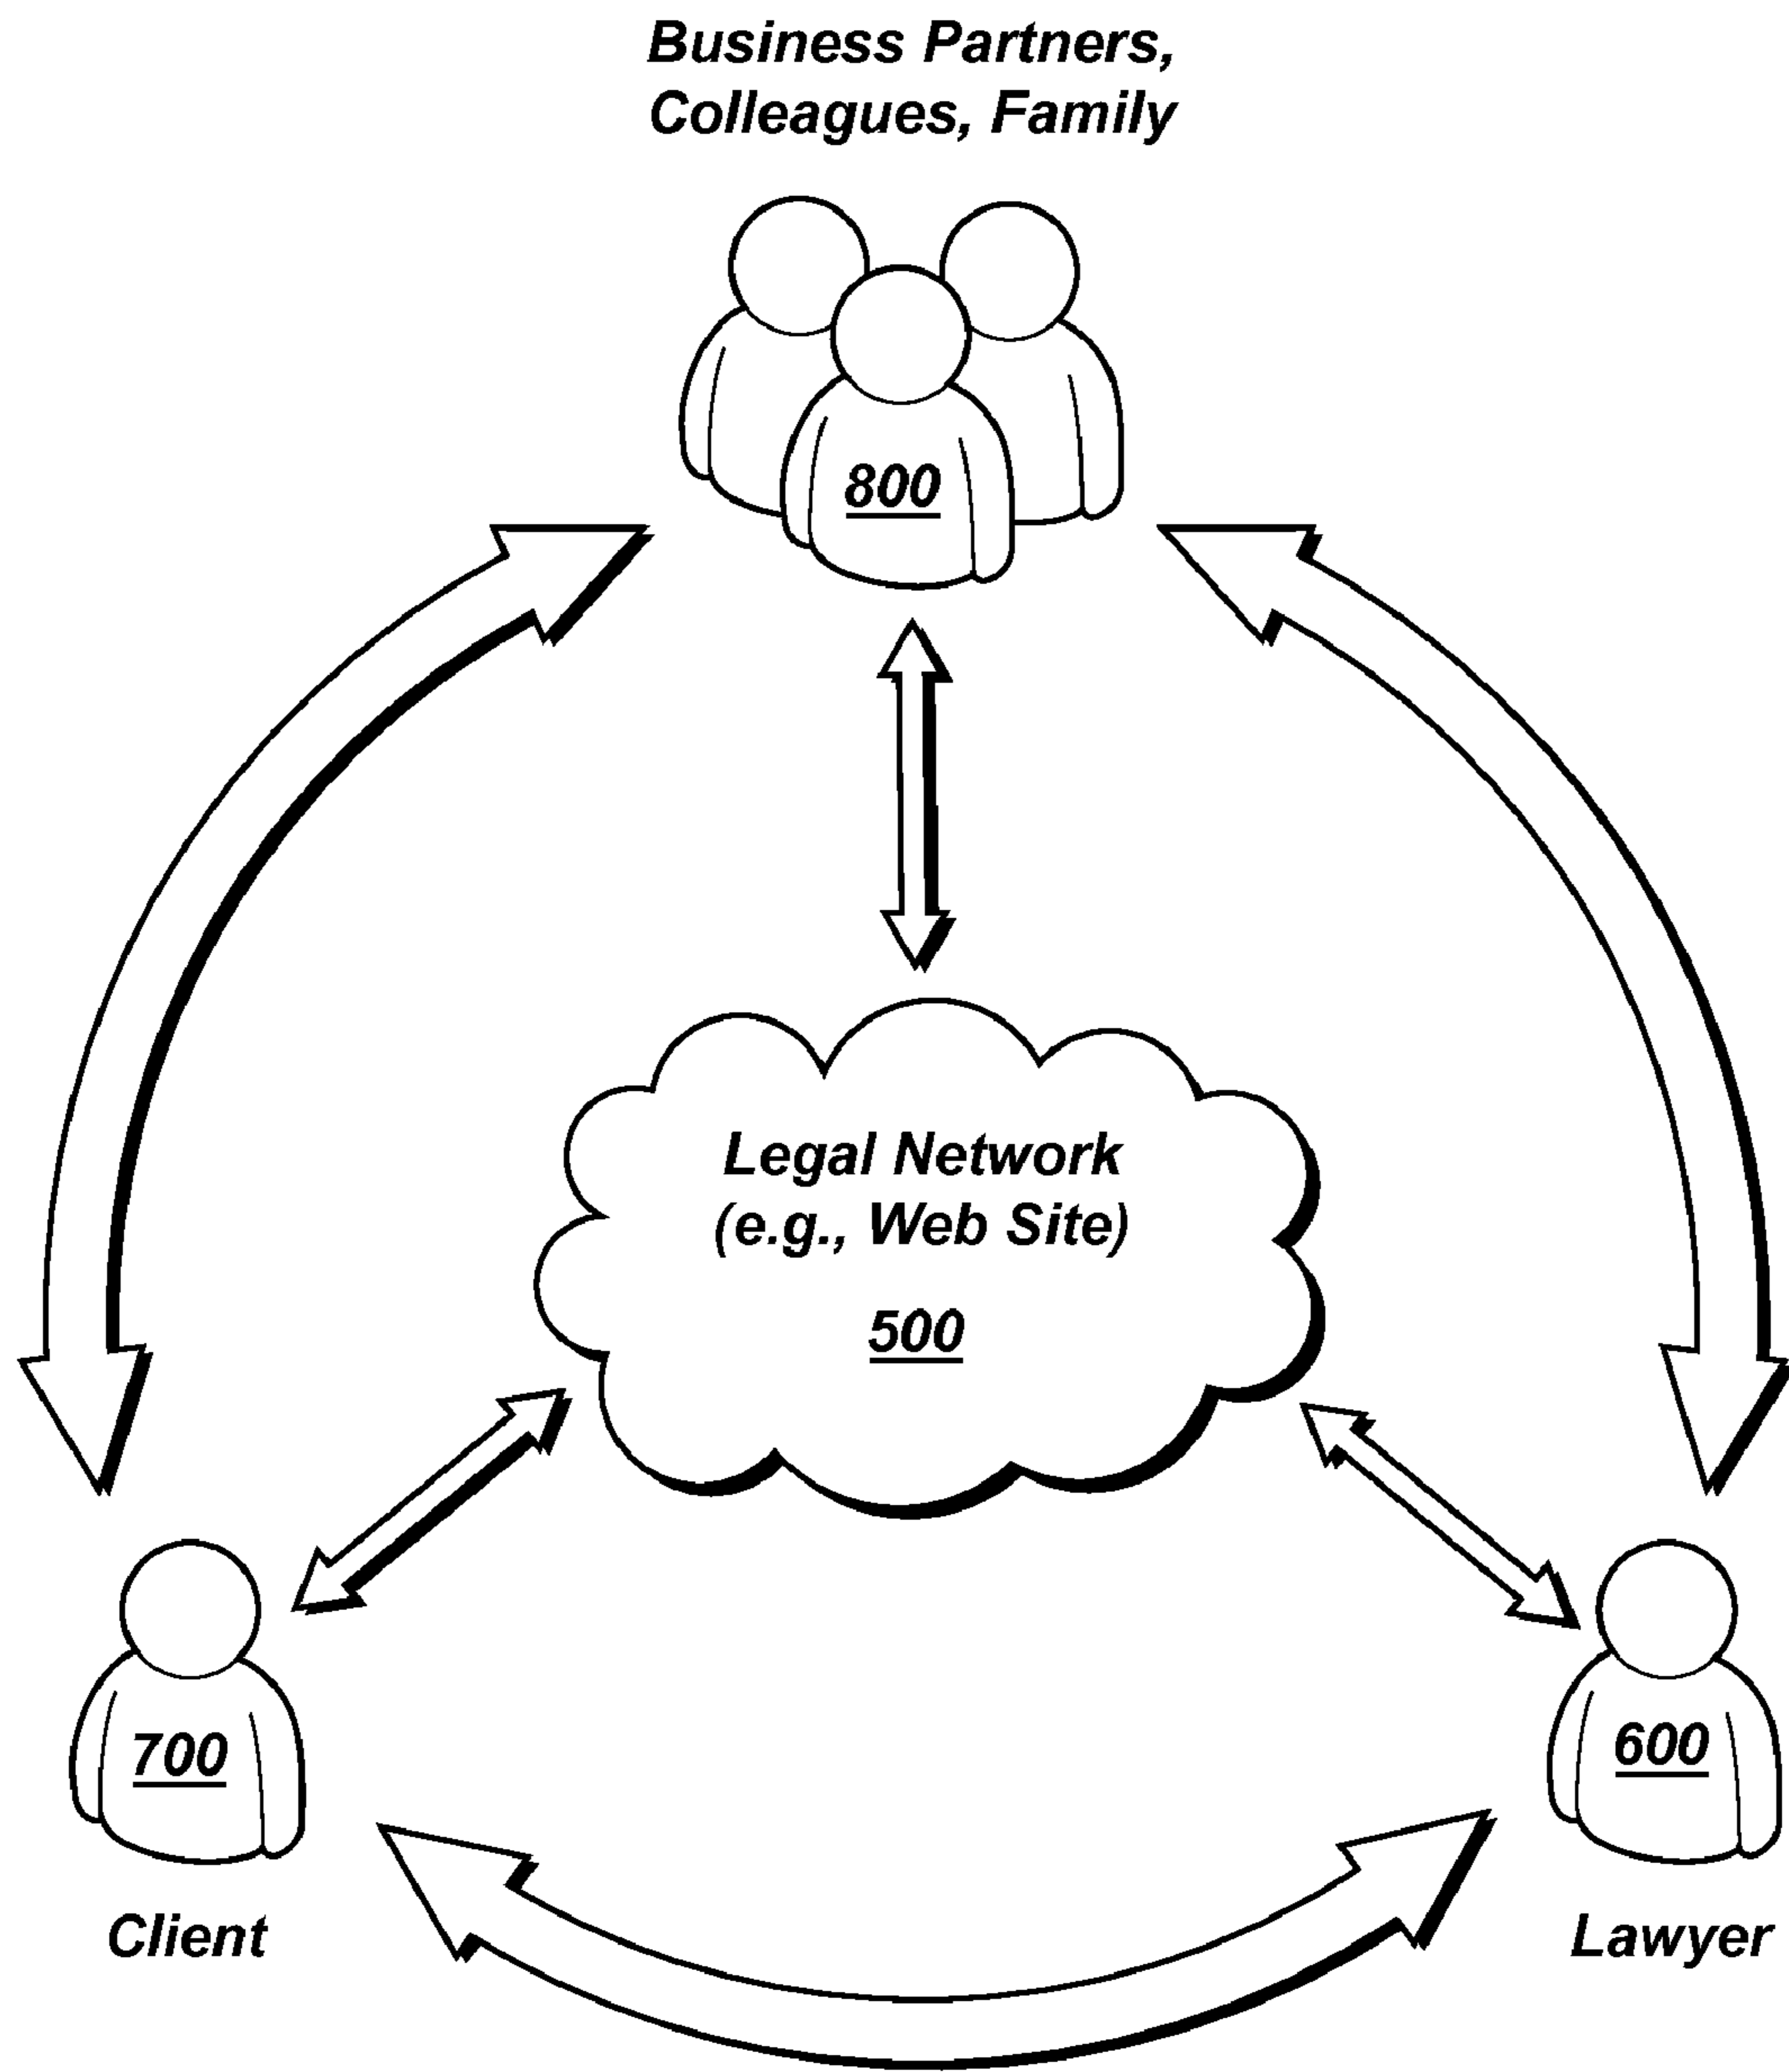 Business Partners,
Colleagues, Family
800
Legal Network
(e.g., Web Site)
500
700
600
Client
Lawyer